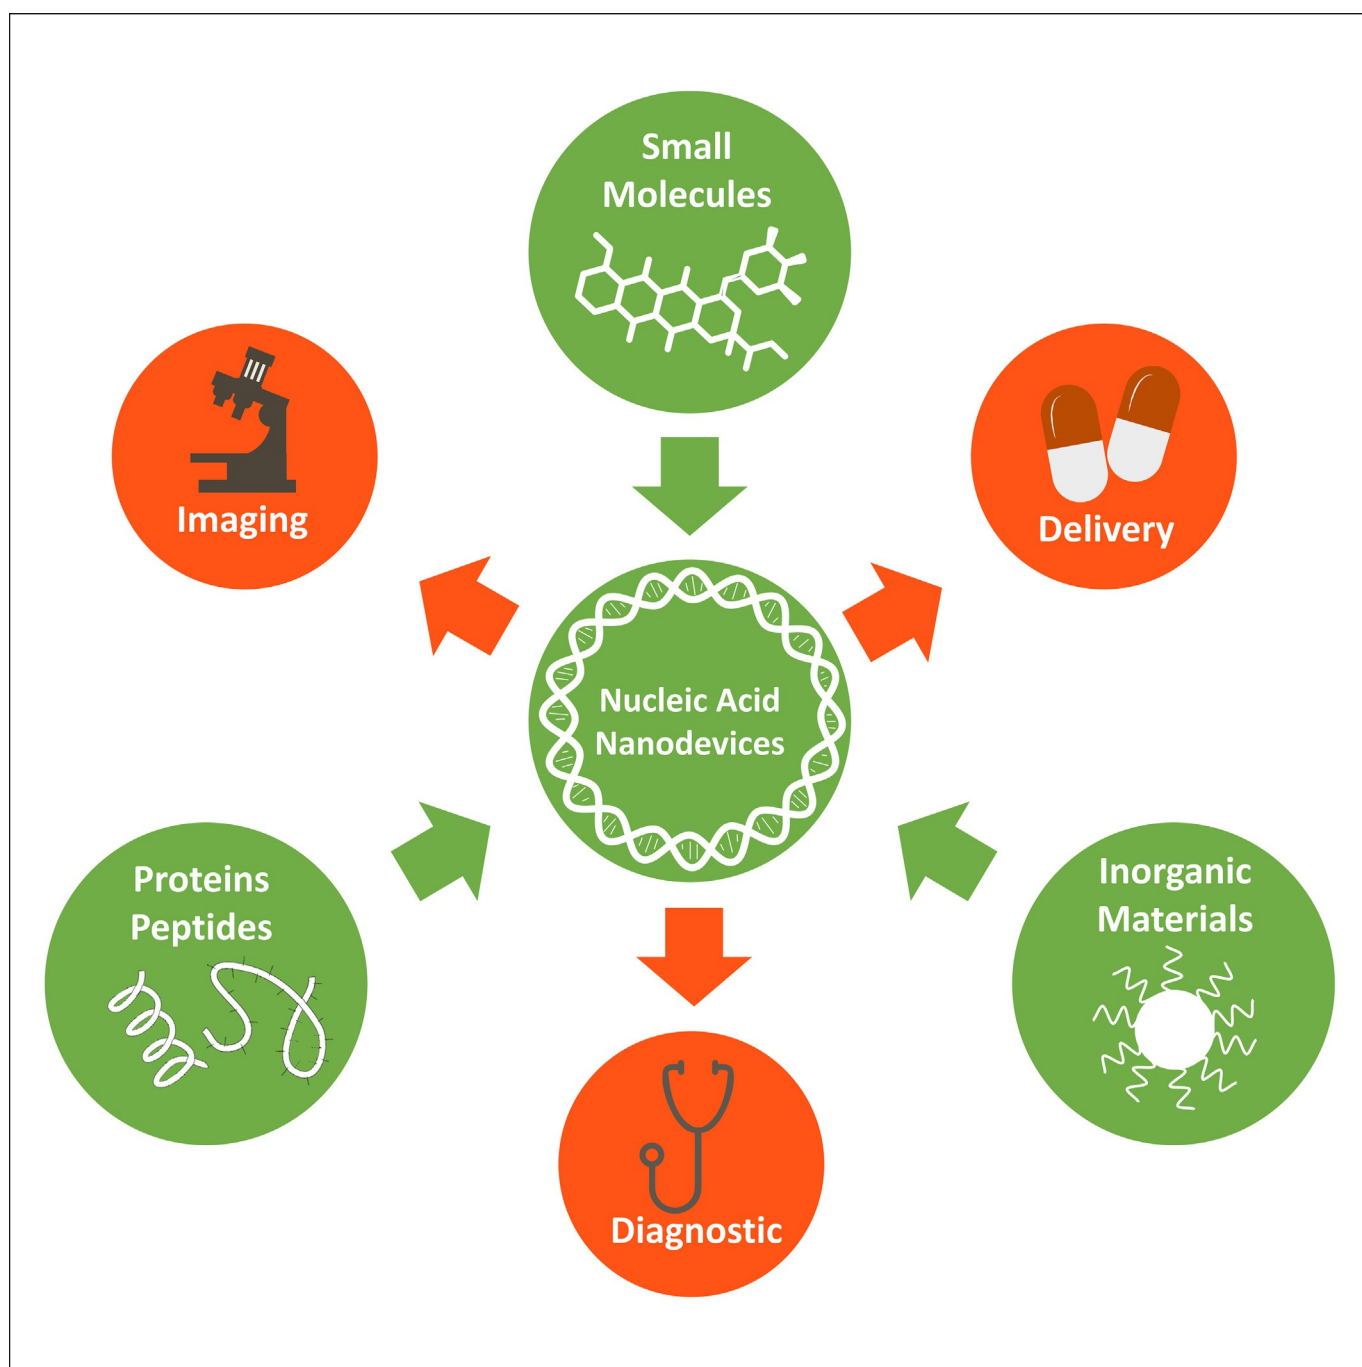 Small
Molecules
Imaging
Delivery
Nucleic Acid
Nanodevices
Proteins
Peptides
Inorganic
Materials
Diagnostic